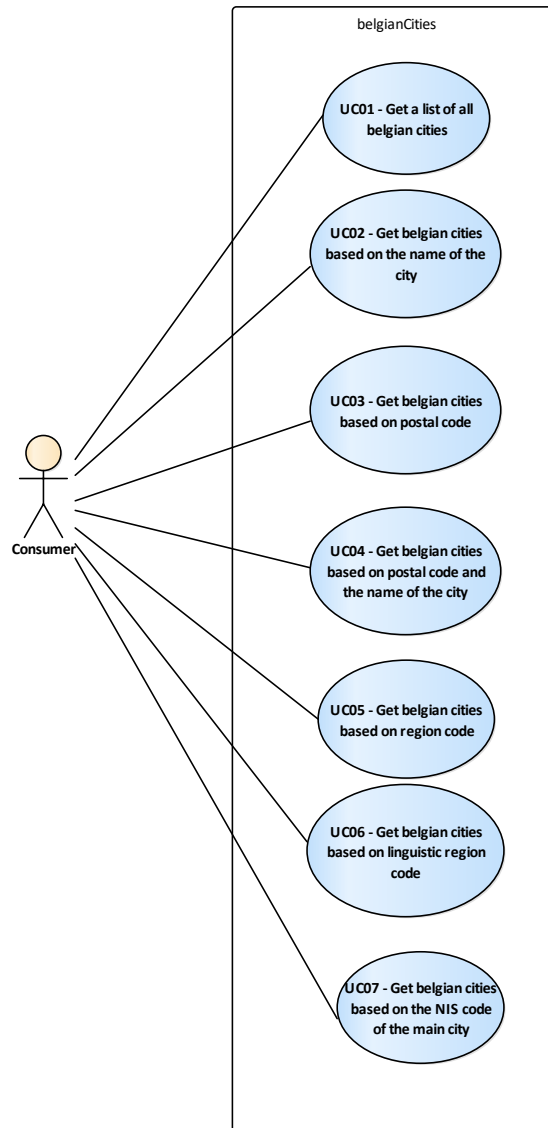 belgianCities
UC01 - Get a list of all
belgian cities
UC02 - Get belgian cities
based on the name of the
city
UC03 - Get belgian cities
based on postal code
Consumer
UC04 - Get belgian cities
based on postal code and
the name of the city
UC05 - Get belgian cities
based on region code
UC06 - Get belgian cities
based on linguistic region
code
UC07 - Get belgian cities
based on the NIS code
of the main city